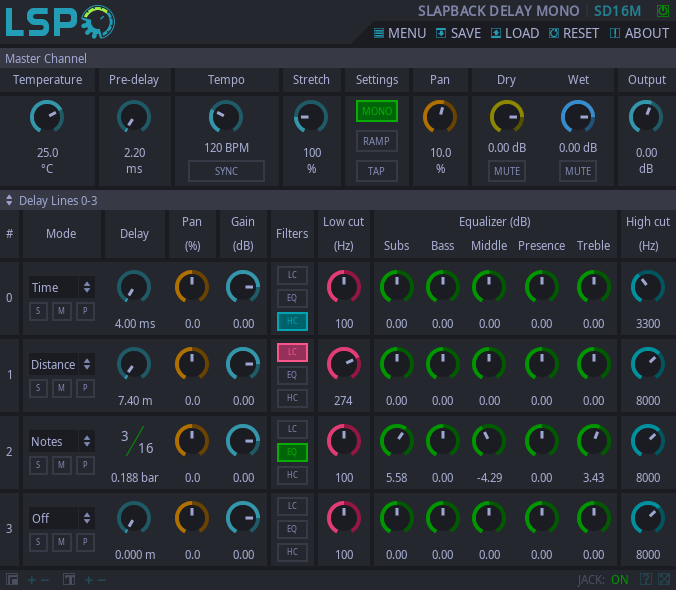 LSP
SLAPBACK DELAY MONO SD16M
MENU SAVE LOAD RESET ABOUT
Master Channel
Temperature Pre-delay Tempo Stretch Settings Pan Dry Wet Output
MONO
RAMP
TAP
25.0 2.20 120 BPM 100 10.0 0.00 dB 0.00 dB 0.00
°C ms SYNC % % MUTE MUTE dB
Delay Lines 0-3
# Mode Delay Pan Gain Filters Low cut Equalizer (dB) High cut
(%) (dB) (Hz) Subs Bass Middle Presence Treble (Hz)
LC
0 Time EQ
S M P HC
4.00 ms 0.0 0.00 100 0.00 0.00 0.00 0.00 0.00 3300
LC
1 Distance EQ
S M P HC
7.40 m 0.0 0.00 274 0.00 0.00 0.00 0.00 0.00 8000
LC
2 Notes 3/16 EQ
S M P HC
0.188 bar 0.0 0.00 100 5.58 0.00 -4.29 0.00 3.43 8000
LC
3 Off EQ
S M P HC
0.000 m 0.0 0.00 100 0.00 0.00 0.00 0.00 0.00 8000
+ - T + - JACK: ON ?